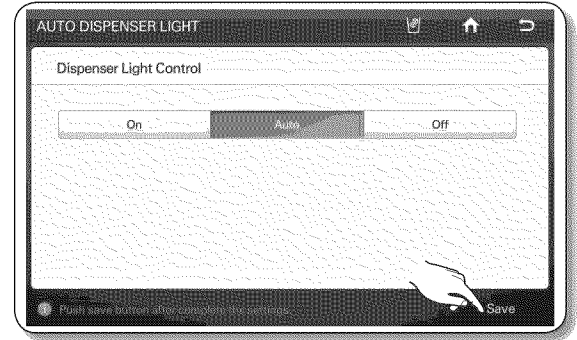 AUTO DISPENSER LIGHT
Dispenser Light Control
On Auto Off
Push save button after complete the settings.
Save